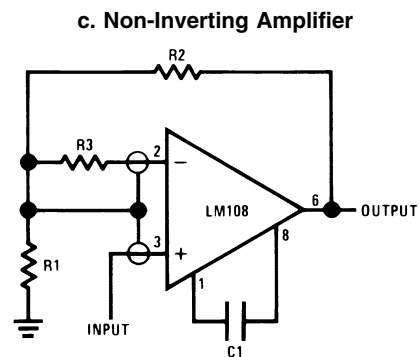 c. Non-Inverting Amplifier
R2
R3
2
−
LM108
6
OUTPUT
R1
3
+
8
1
INPUT
C1